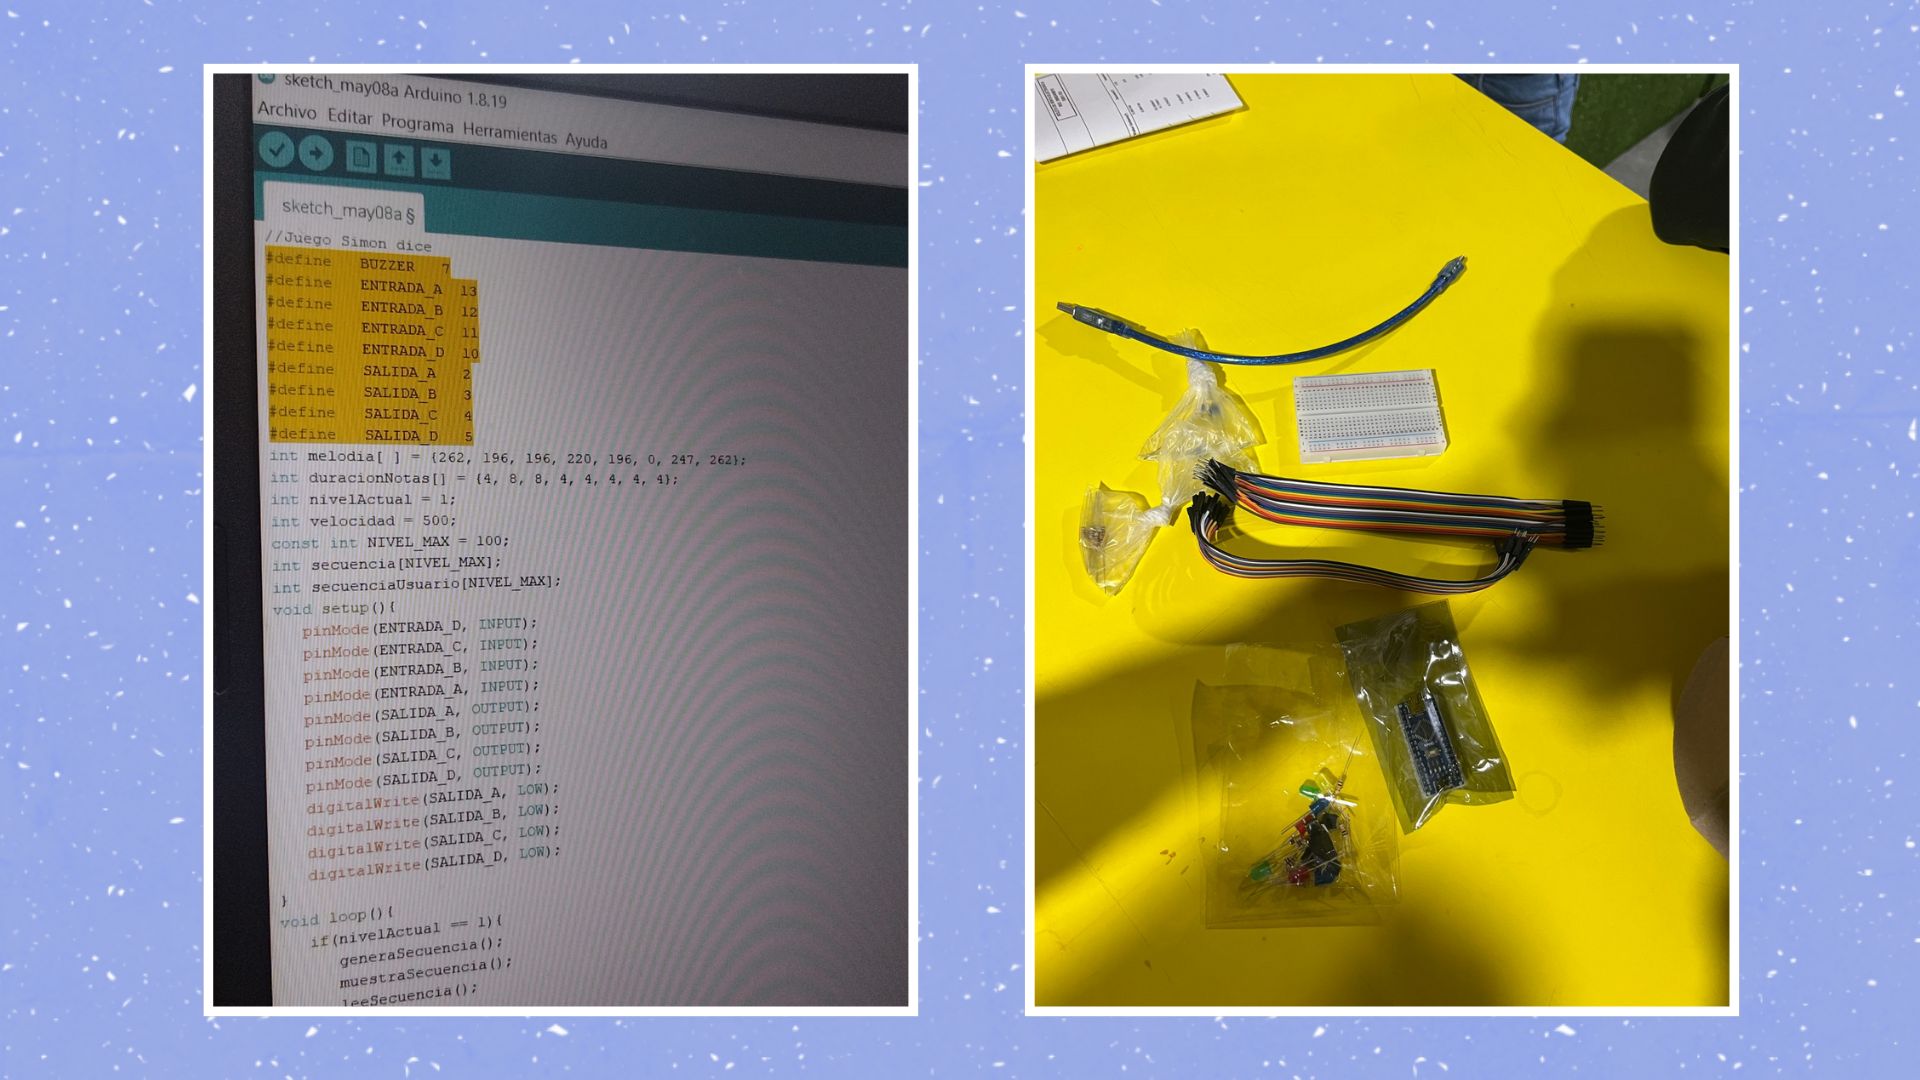 sketch_may08a Arduino 1.8.19
Archivo Editar Programa Herramientas Ayuda
sketch_may08a §
//Juego Simon dice
#define BUZZER 7
#define ENTRADA_A 13
#define ENTRADA_B 12
#define ENTRADA_C 11
#define ENTRADA_D 10
#define SALIDA_A 2
#define SALIDA_B 3
#define SALIDA_C 4
#define SALIDA_D 5
int melodia[ ] = {262, 196, 196, 220, 196, 0, 247, 262};
int duracionNotas[] = {4, 8, 8, 4, 4, 4, 4, 4};
int nivelActual = 1;
int velocidad = 500;
const int NIVEL_MAX = 100;
int secuencia[NIVEL_MAX];
int secuenciaUsuario[NIVEL_MAX];
void setup(){
pinMode(ENTRADA_D, INPUT);
pinMode(ENTRADA_C, INPUT);
pinMode(ENTRADA_B, INPUT);
pinMode(ENTRADA_A, INPUT);
pinMode(SALIDA_A, OUTPUT);
pinMode(SALIDA_B, OUTPUT);
pinMode(SALIDA_C, OUTPUT);
pinMode(SALIDA_D, OUTPUT);
digitalWrite(SALIDA_A, LOW);
digitalWrite(SALIDA_B, LOW);
digitalWrite(SALIDA_C, LOW);
digitalWrite(SALIDA_D, LOW);
}
void loop(){
if(nivelActual == 1){
generaSecuencia();
muestraSecuencia();
leeSecuencia();